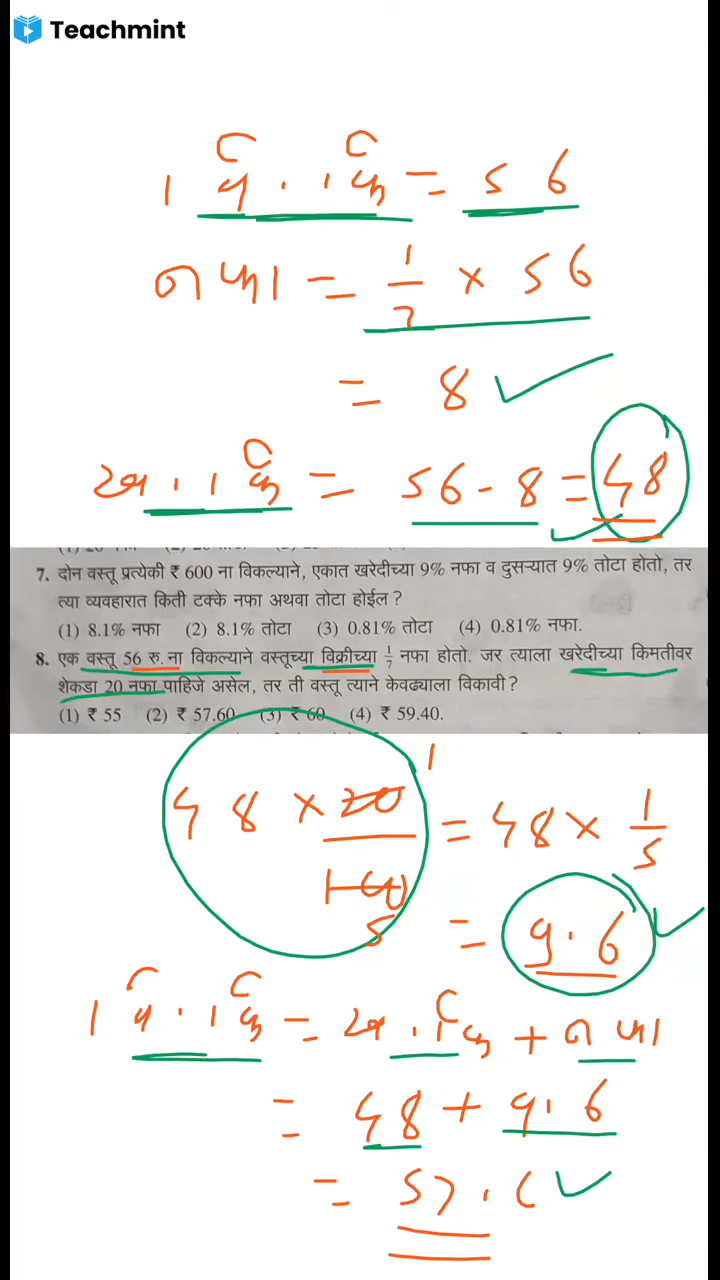 Teachmint
वि. कि = 56
नफा = 1/7 × 56
= 8
ख. कि = 56 - 8 = 48
7. दोन वस्तू प्रत्येकी ₹ 600 ना विकल्याने, एकात खरेदीच्या 9% नफा व दुसऱ्यात 9% तोटा होतो, तर
त्या व्यवहारात किती टक्के नफा अथवा तोटा होईल ?
(1) 8.1% नफा (2) 8.1% तोटा (3) 0.81% तोटा (4) 0.81% नफा.
8. एक वस्तू 56 रु. ना विकल्याने वस्तूच्या विक्रीच्या 1/7 नफा होतो. जर त्याला खरेदीच्या किमतीवर
शेकडा 20 नफा पाहिजे असेल, तर ती वस्तू त्याने केवढ्याला विकावी ?
(1) ₹ 55 (2) ₹ 57.60 (3) ₹ 60 (4) ₹ 59.40.
48 × 20/100 = 48 × 1/5
1
5
= 9.6
वि. कि = ख. कि + नफा
= 48 + 9.6
= 57.6